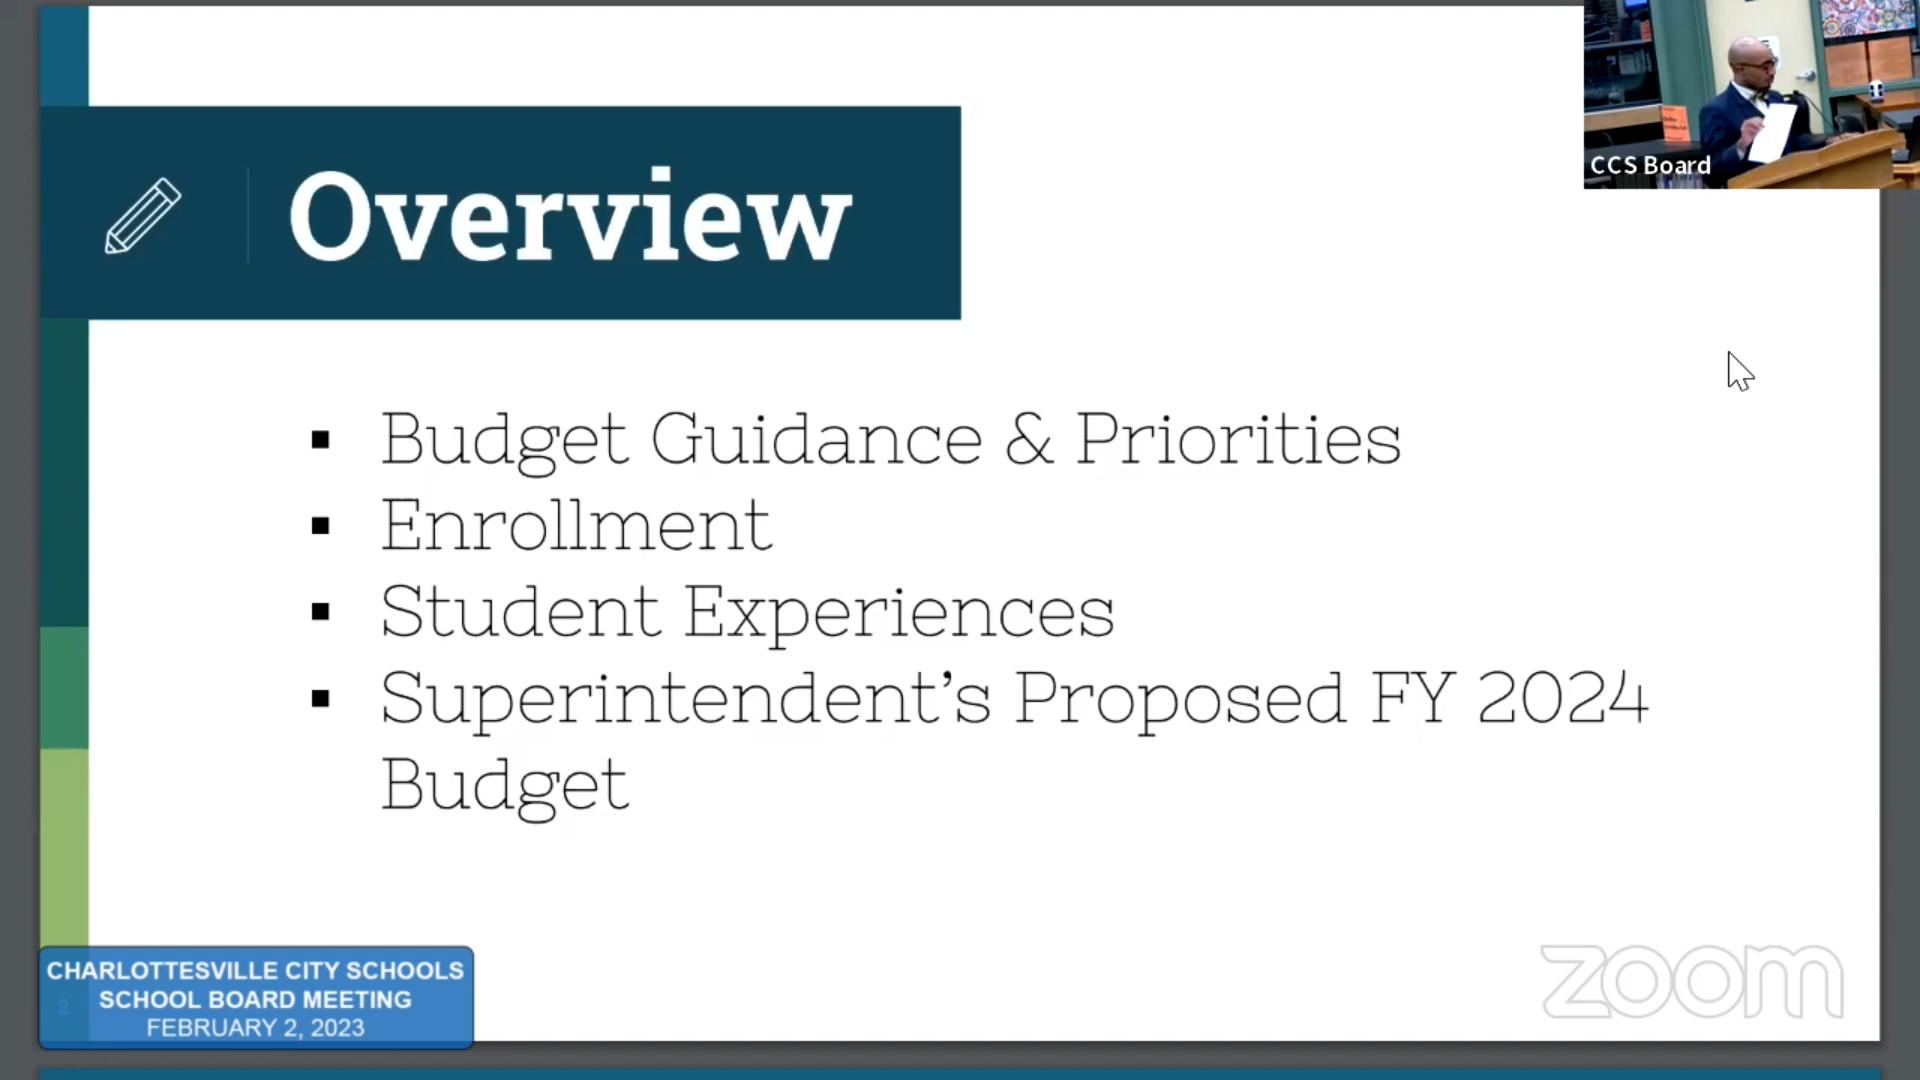 Overview
CCS Board
▪ Budget Guidance & Priorities
▪ Enrollment
▪ Student Experiences
▪ Superintendent’s Proposed FY 2024
Budget
CHARLOTTESVILLE CITY SCHOOLS
SCHOOL BOARD MEETING
2
FEBRUARY 2, 2023
zoom